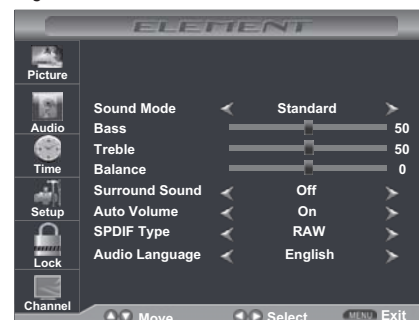 ELEMENT
Picture
Audio
Time
Setup
Lock
Channel
Sound Mode Standard
Bass 50
Treble 50
Balance 0
Surround Sound Off
Auto Volume On
SPDIF Type RAW
Audio Language English
Move Select MENU Exit